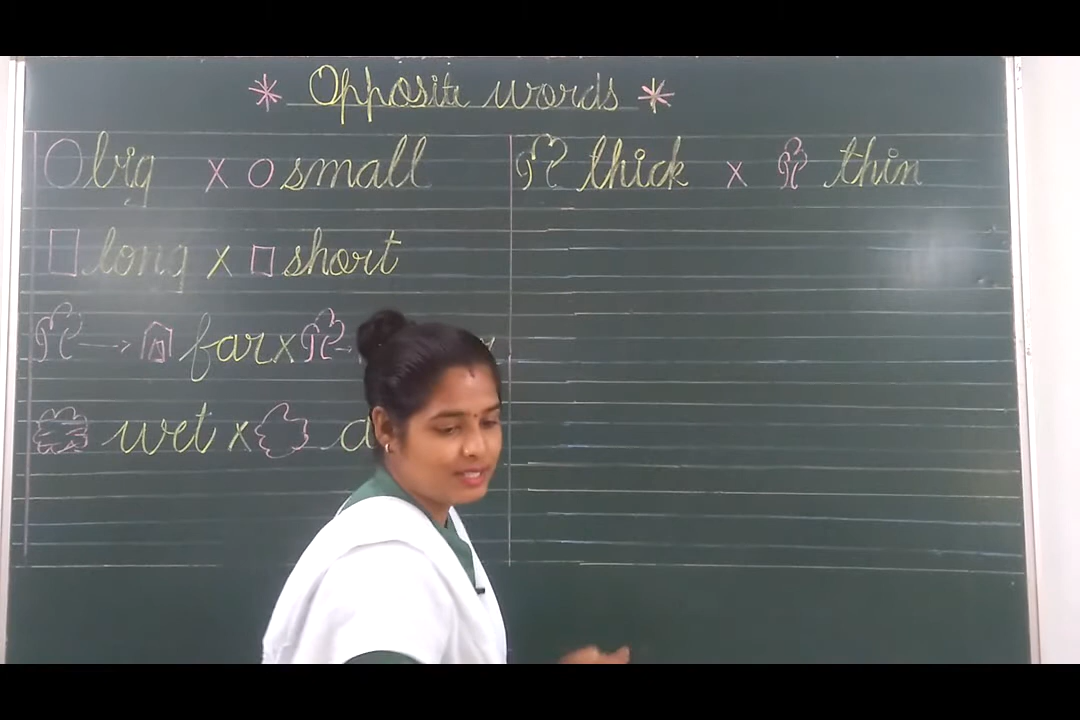 * Opposite words *
big x small
long x short
far x
wet x
thick x thin